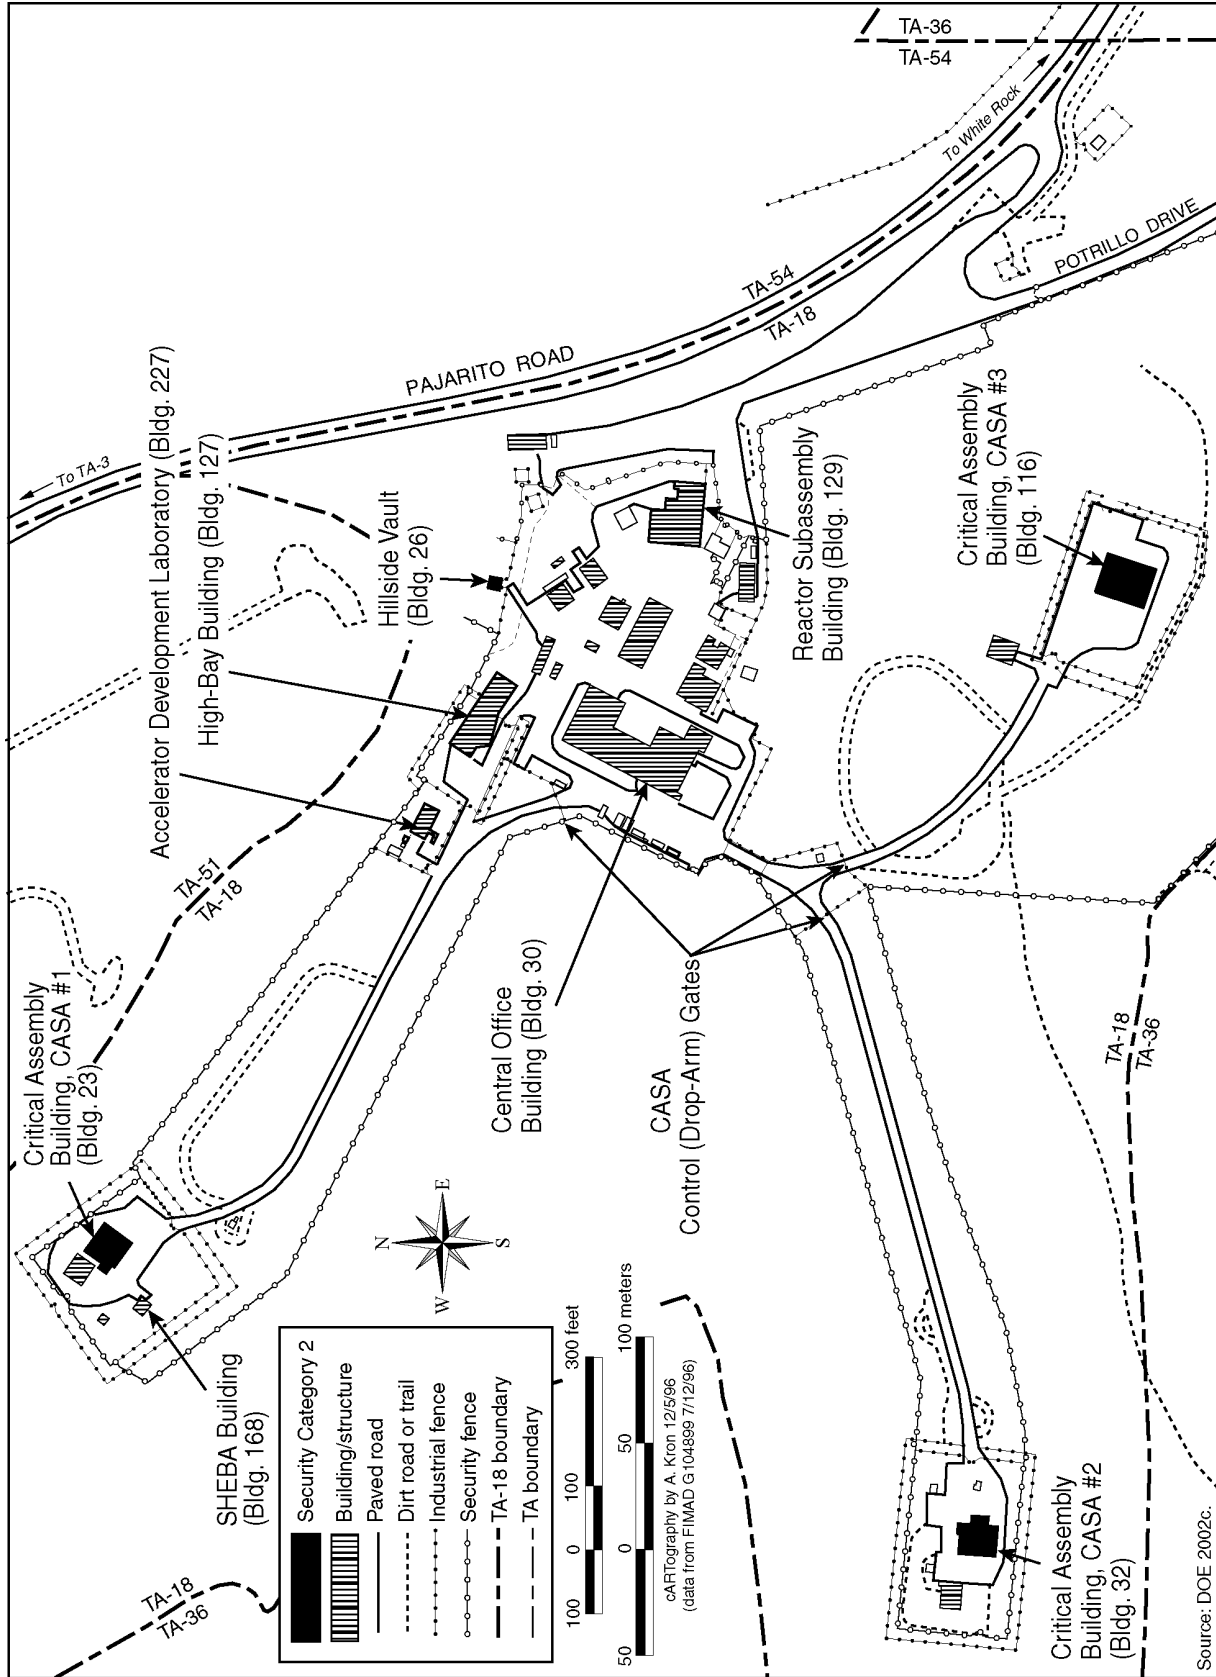 TA-36
TA-54
To White Rock
POTRILLO DRIVE
TA-54
TA-18
PAJARITO ROAD
To TA-3
Accelerator Development Laboratory (Bldg. 227)
High-Bay Building (Bldg. 127)
Hillside Vault
(Bldg. 26)
Reactor Subassembly
Building (Bldg. 129)
Critical Assembly
Building, CASA #3
(Bldg. 116)
TA-51
TA-18
Critical Assembly
Building, CASA #1
(Bldg. 23)
Central Office
Building (Bldg. 30)
CASA
Control (Drop-Arm) Gates
TA-18
TA-36
N
E
S
W
SHEBA Building
(Bldg. 168)
TA-18
TA-36
Security Category 2
Building/structure
Paved road
Dirt road or trail
Industrial fence
Security fence
TA-18 boundary
TA boundary
100 0 100 300 feet
50 0 50 100 meters
cARTography by A. Kron 12/5/96
(data from FIMAD G104899 7/12/96)
Critical Assembly
Building, CASA #2
(Bldg. 32)
Source: DOE 2002c.